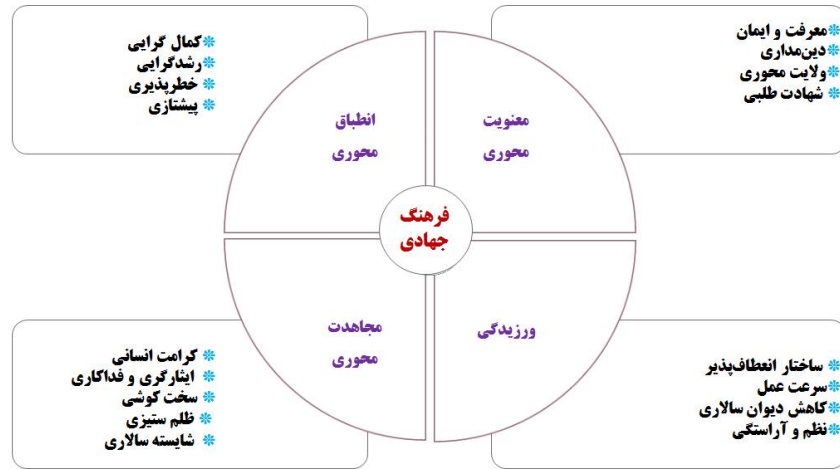 معرفت و ایمان
دین‌مداری
ولایت محوری
شهادت طلبی
کمال گرایی
رشدگرایی
خطرپذیری
پیشتازی
معنویت
محوری
انطباق
محوری
فرهنگ
جهادی
ورزیدگی
مجاهدت
محوری
ساختار انعطاف‌پذیر
سرعت عمل
کاهش دیوان سالاری
نظم و آراستگی
کرامت انسانی
ایثارگری و فداکاری
سخت کوشی
ظلم ستیزی
شایسته سالاری